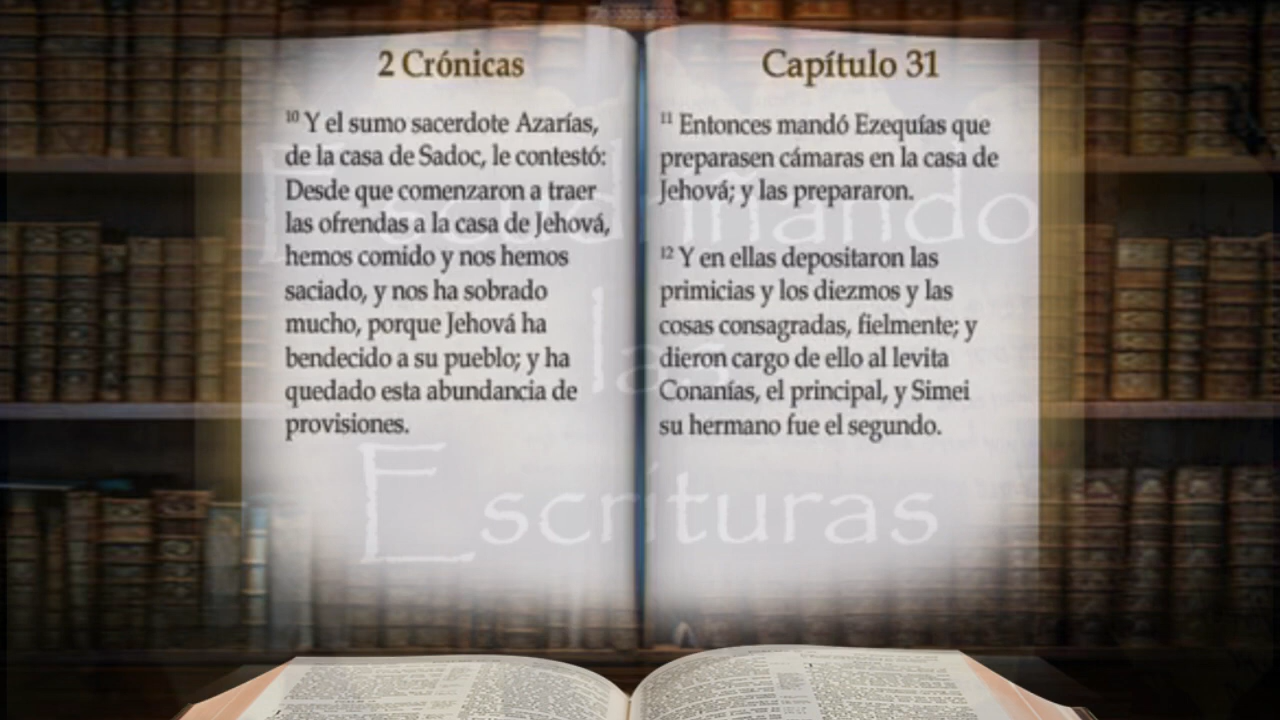 2 Crónicas
¹⁰ Y el sumo sacerdote Azarías,
de la casa de Sadoc, le contestó:
Desde que comenzaron a traer
las ofrendas a la casa de Jehová,
hemos comido y nos hemos
saciado, y nos ha sobrado
mucho, porque Jehová ha
bendecido a su pueblo; y ha
quedado esta abundancia de
provisiones.
Capítulo 31
¹¹ Entonces mandó Ezequías que
preparasen cámaras en la casa de
Jehová; y las prepararon.
¹² Y en ellas depositaron las
primicias y los diezmos y las
cosas consagradas, fielmente; y
dieron cargo de ello al levita
Conanías, el principal, y Simei
su hermano fue el segundo.
Escudriñando
las
Escrituras